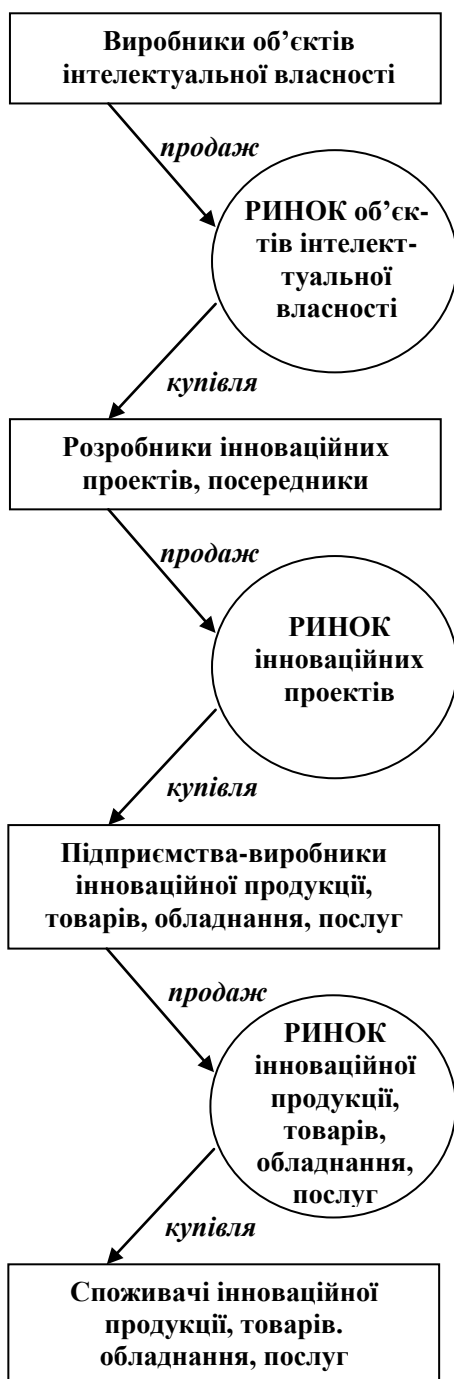 Виробники об’єктів
інтелектуальної власності
продаж
РИНОК об’єк-
тів інтелект-
туальної
власності
купівля
Розробники інноваційних
проектів, посередники
продаж
РИНОК
інноваційних
проектів
купівля
Підприємства-виробники
інноваційної продукції,
товарів, обладнання, послуг
продаж
РИНОК
інноваційної
продукції,
товарів,
обладнання,
послуг
купівля
Споживачі інноваційної
продукції, товарів.
обладнання, послуг